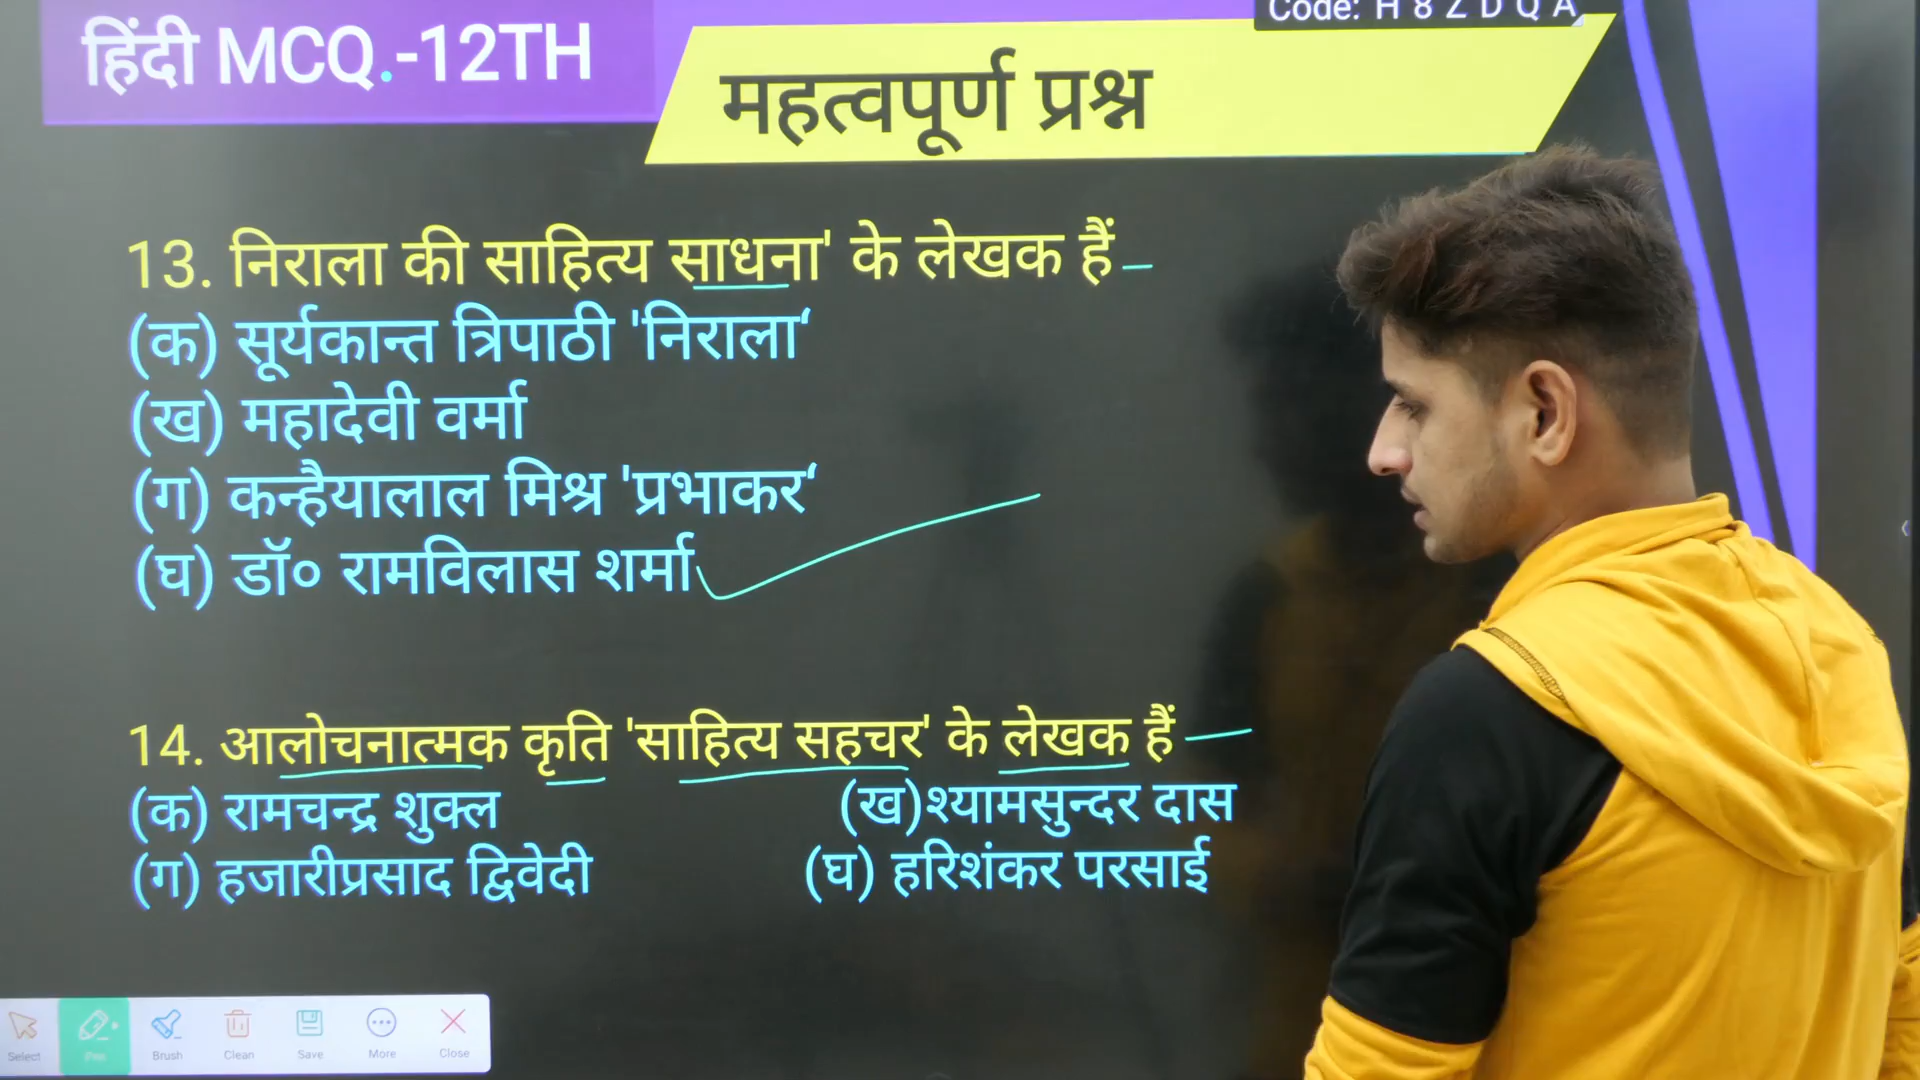 Code: H 8 Z D Q A
हिंदी MCQ.-12TH
महत्वपूर्ण प्रश्न
13. निराला की साहित्य साधना' के लेखक हैं
(क) सूर्यकान्त त्रिपाठी 'निराला‘
(ख) महादेवी वर्मा
(ग) कन्हैयालाल मिश्र 'प्रभाकर‘
(घ) डॉ० रामविलास शर्मा
14. आलोचनात्मक कृति 'साहित्य सहचर' के लेखक हैं
(क) रामचन्द्र शुक्ल (ख)श्यामसुन्दर दास
(ग) हजारीप्रसाद द्विवेदी (घ) हरिशंकर परसाई
Select Pen Brush Clean Save More Close